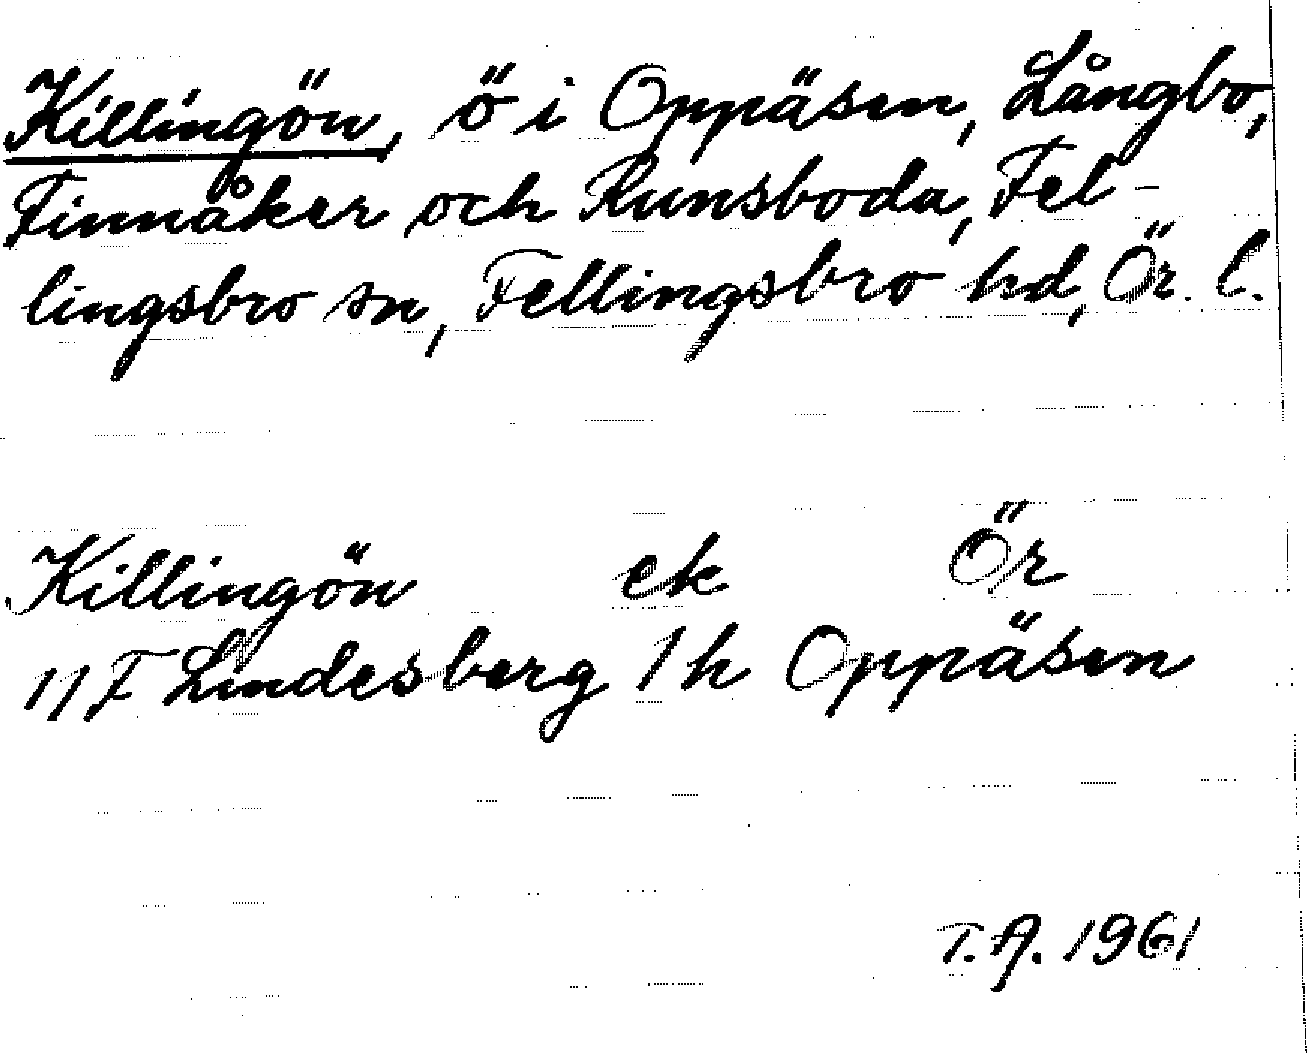 Killingön, ö i Oppäsen, Långbo,
Finnåker och Runsboda, Fel-
lingsbro sn, Fellingsbro hd, Ör. l.
Killingön ek Ör
11F Lindesberg 1h Oppäsen
T.A. 1961